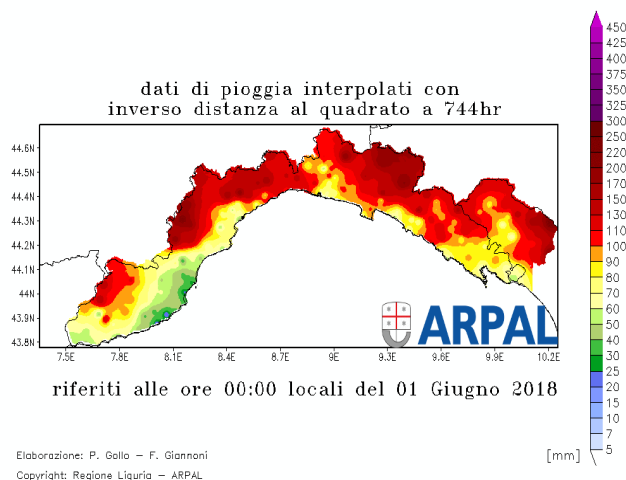 dati di pioggia interpolati con
inverso distanza al quadrato a 744hr
44.6N
44.5N
44.4N
44.3N
44.2N
44.1N
44N
43.9N
43.8N
7.5E 7.8E 8.1E 8.4E 8.7E 9E 9.3E 9.6E 9.9E 10.2E
ARPAL
riferiti alle ore 00:00 locali del 01 Giugno 2018
450
425
400
375
350
325
300
250
220
200
170
150
130
110
100
90
80
70
60
50
40
30
25
20
15
10
7
5
[mm]
Elaborazione: P. Gollo – F. Giannoni
Copyright: Regione Liguria – ARPAL